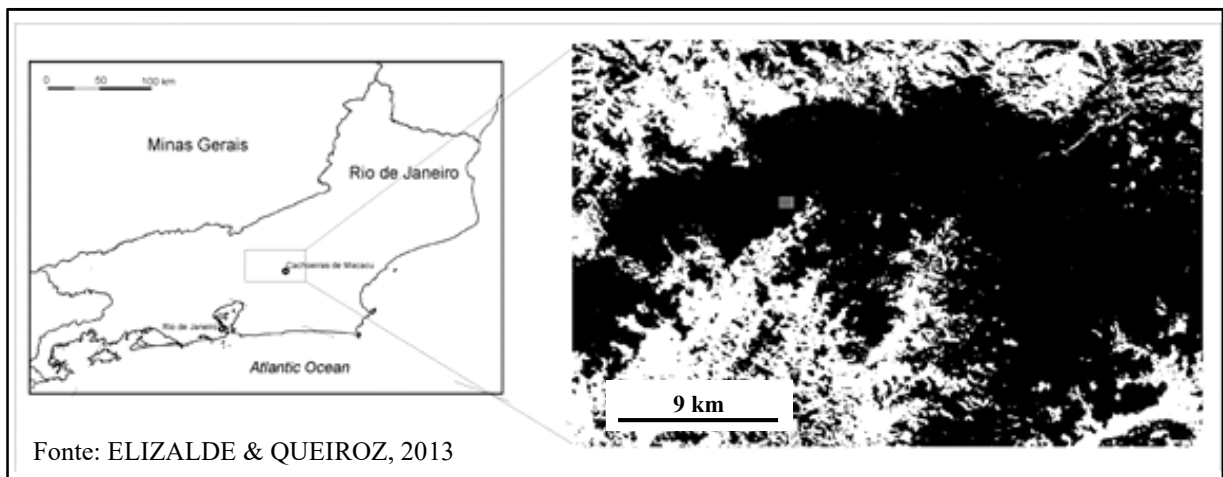 0 50 100 km
Minas Gerais
Rio de Janeiro
Cachoeiras de Macacu
Rio de Janeiro
Atlantic Ocean
9 km
Fonte: ELIZALDE & QUEIROZ, 2013